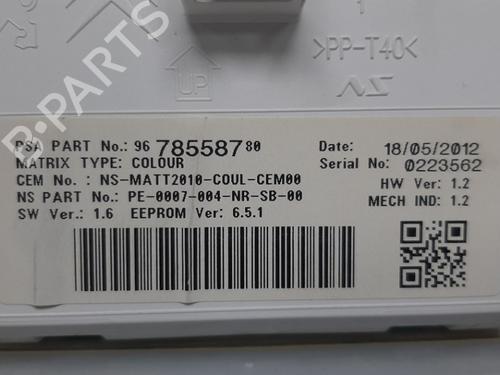 1
>PP-T40<
NS
UP
B-Parts
PSA PART No.: 96 785587 80
MATRIX TYPE: COLOUR
CEM No. : NS-MATT2010-COUL-CEM00
NS PART No.: PE-0007-004-NR-SB-00
SW Ver.: 1.6 EEPROM Ver: 6.5.1
Date: 18/05/2012
Serial No: 0223562
HW Ver: 1.2
MECH IND: 1.2